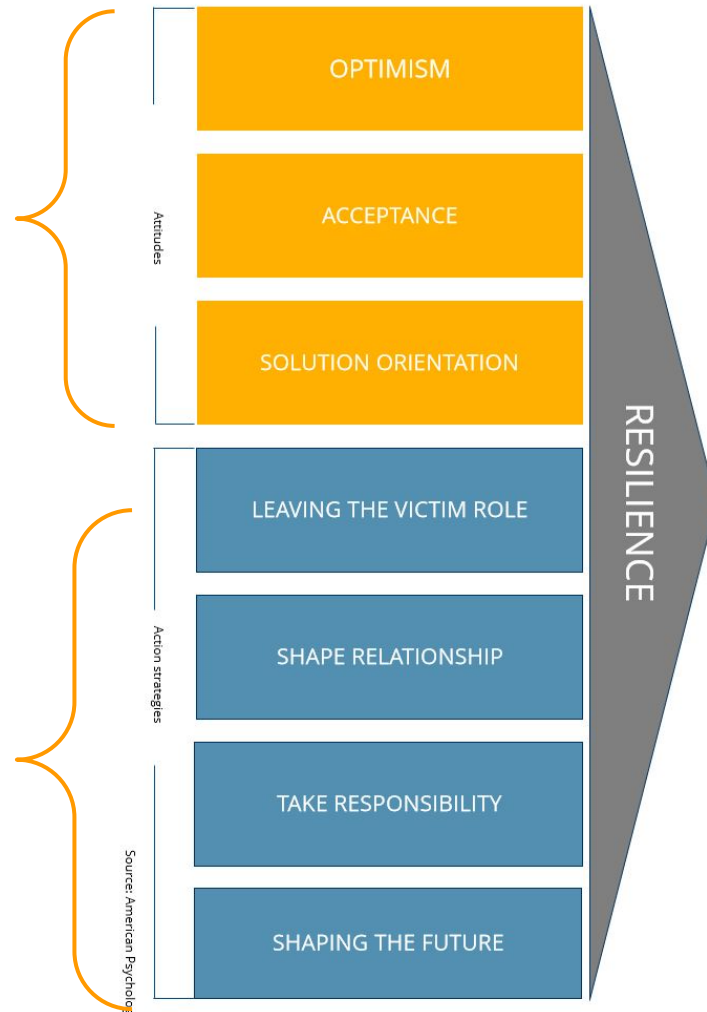 OPTIMISM
ACCEPTANCE
SOLUTION ORIENTATION
Attitudes
LEAVING THE VICTIM ROLE
SHAPE RELATIONSHIP
TAKE RESPONSIBILITY
SHAPING THE FUTURE
Action strategies
RESILIENCE
Source: American Psycholog